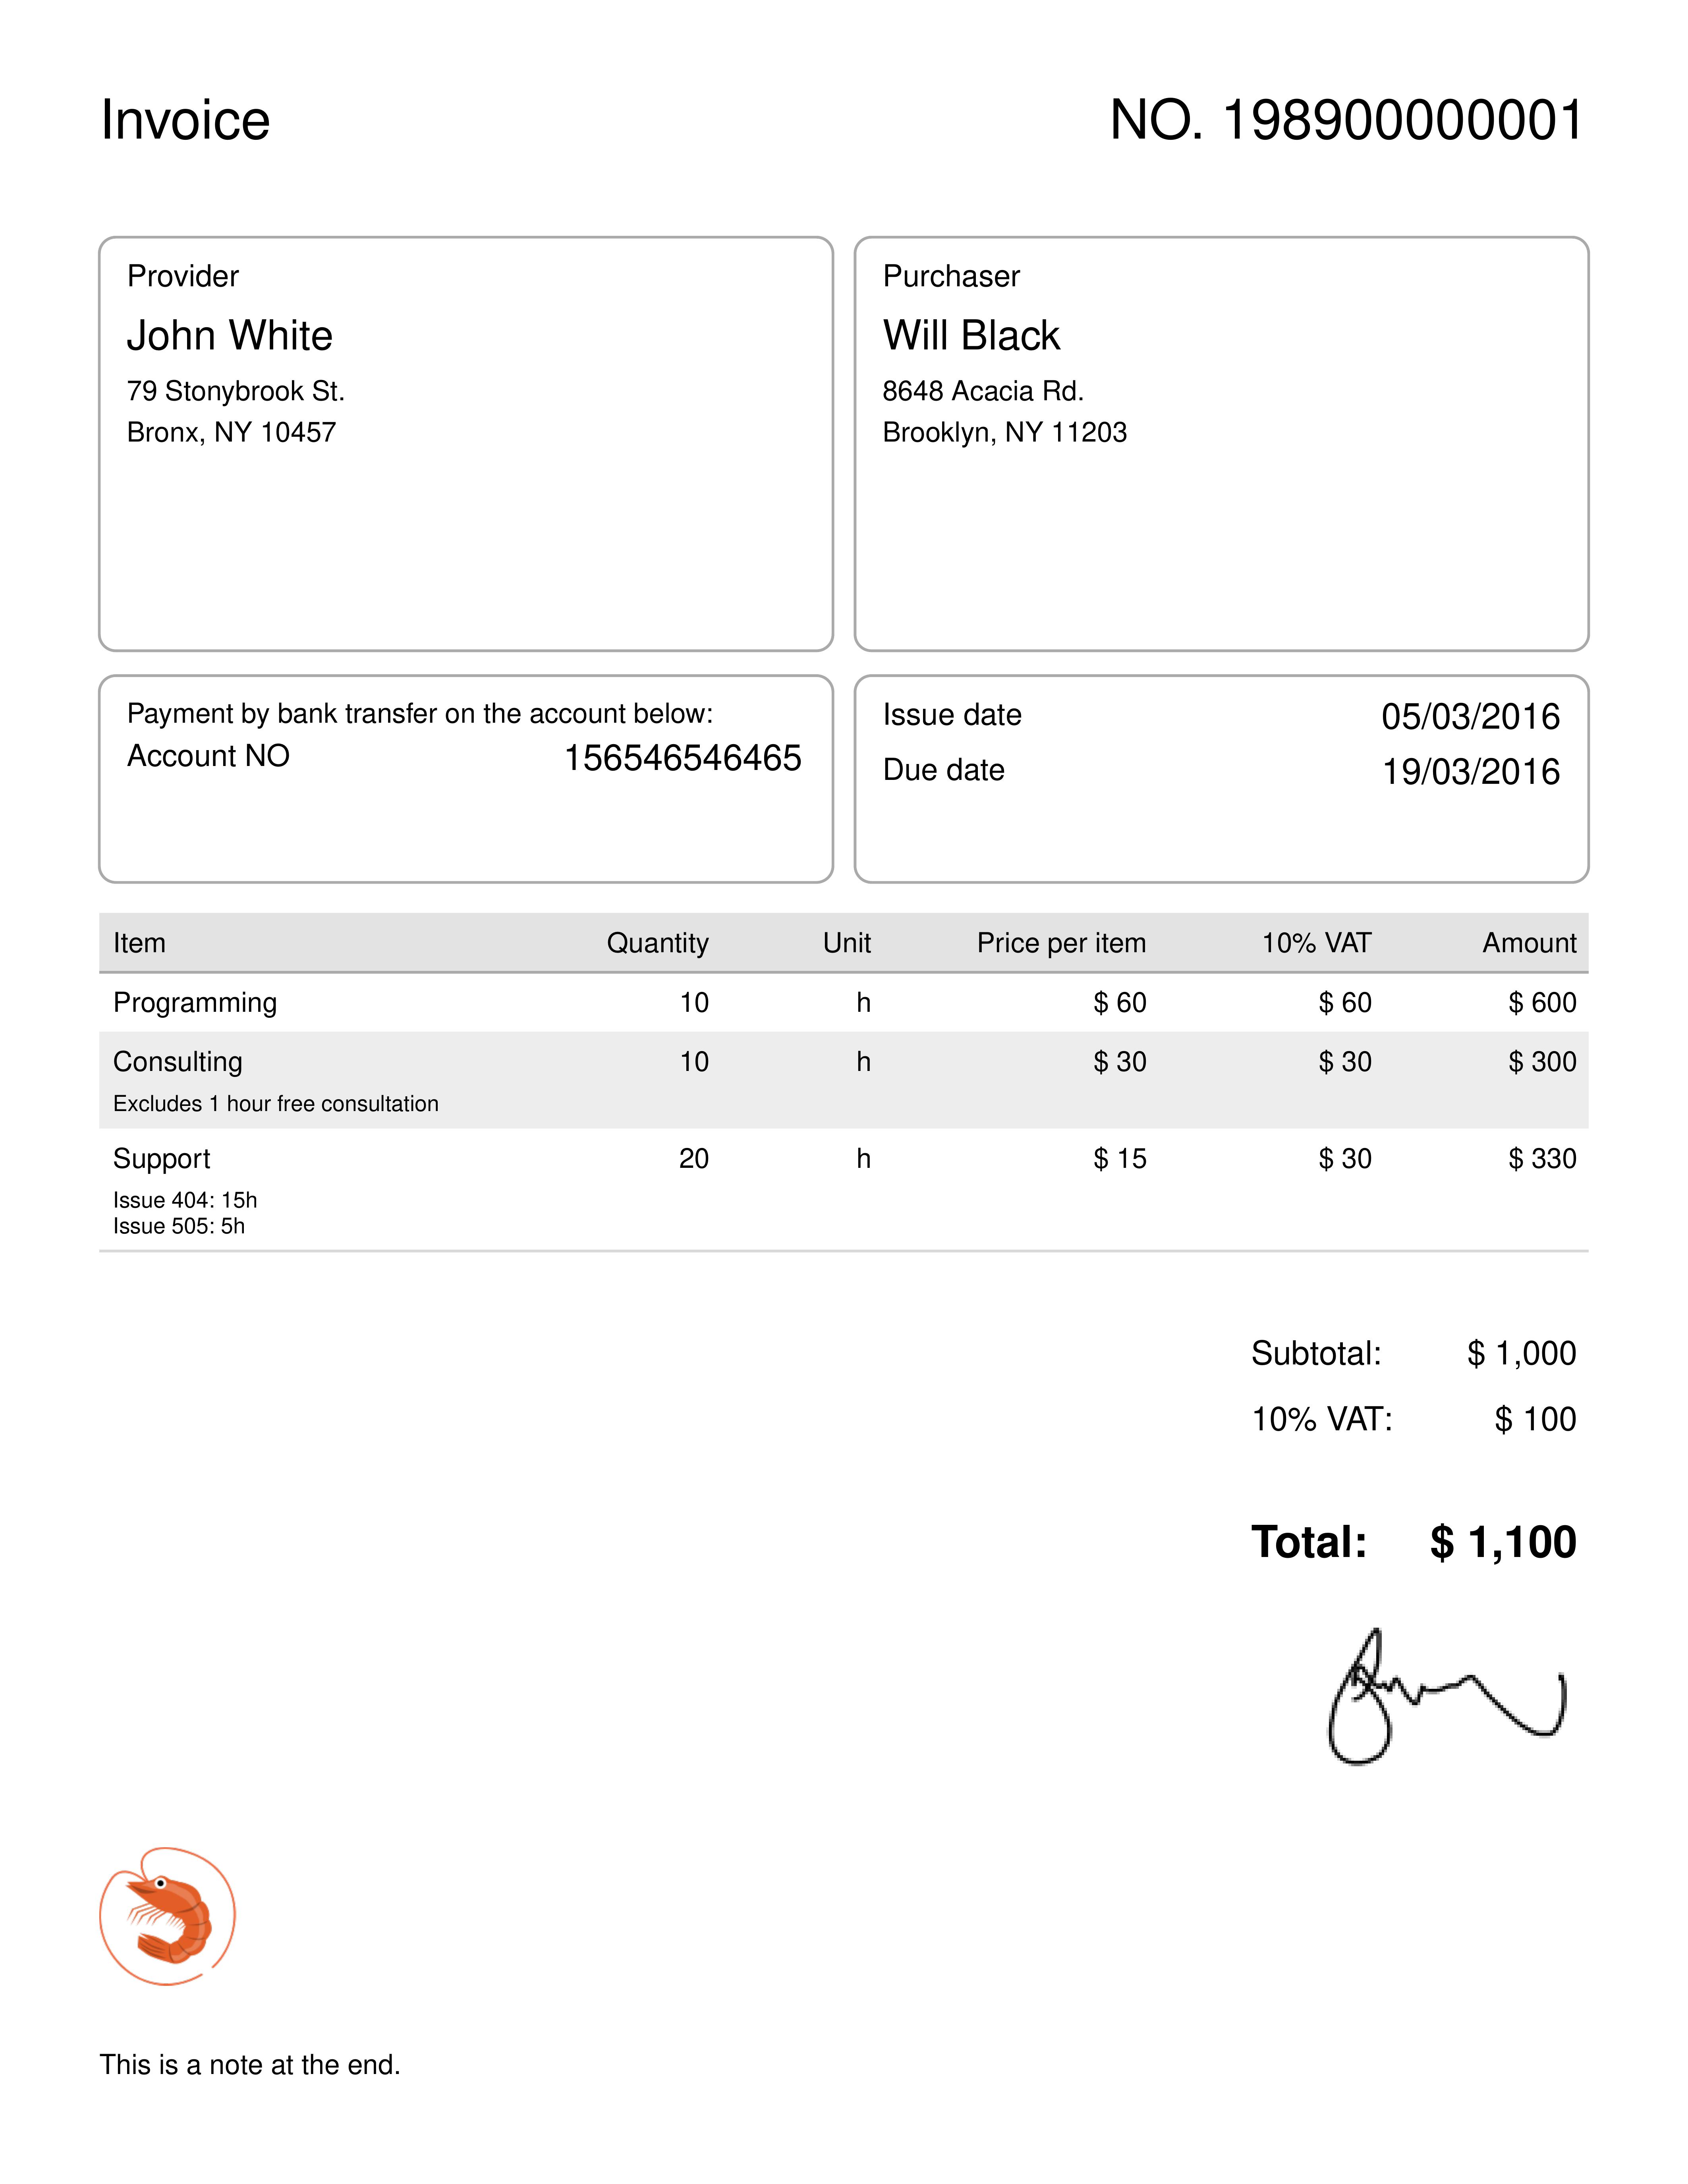 Invoice NO. 198900000001
Provider
John White
79 Stonybrook St.
Bronx, NY 10457
Purchaser
Will Black
8648 Acacia Rd.
Brooklyn, NY 11203
Payment by bank transfer on the account below:
Account NO 156546546465
Issue date 05/03/2016
Due date 19/03/2016
Item Quantity Unit Price per item 10% VAT Amount
Programming 10 h $ 60 $ 60 $ 600
Consulting 10 h $ 30 $ 30 $ 300
Excludes 1 hour free consultation
Support 20 h $ 15 $ 30 $ 330
Issue 404: 15h
Issue 505: 5h
Subtotal: $ 1,000
10% VAT: $ 100
Total: $ 1,100
This is a note at the end.